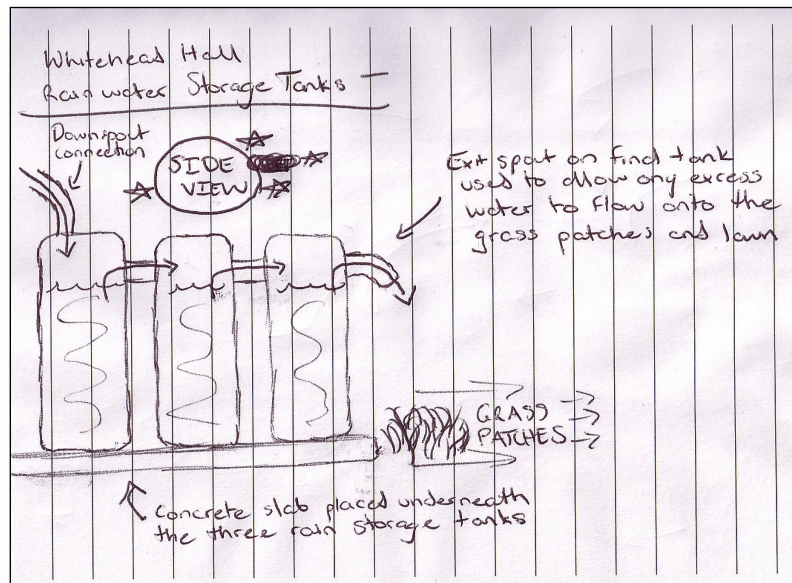 Whitehead Hall
Rain water Storage Tanks –
Downspout
connection
SIDE
VIEW
Exit spout on final tank
used to allow any excess
water to flow onto the
grass patches and lawn
GRASS
PATCHES
Concrete slab placed underneath
the three rain storage tanks